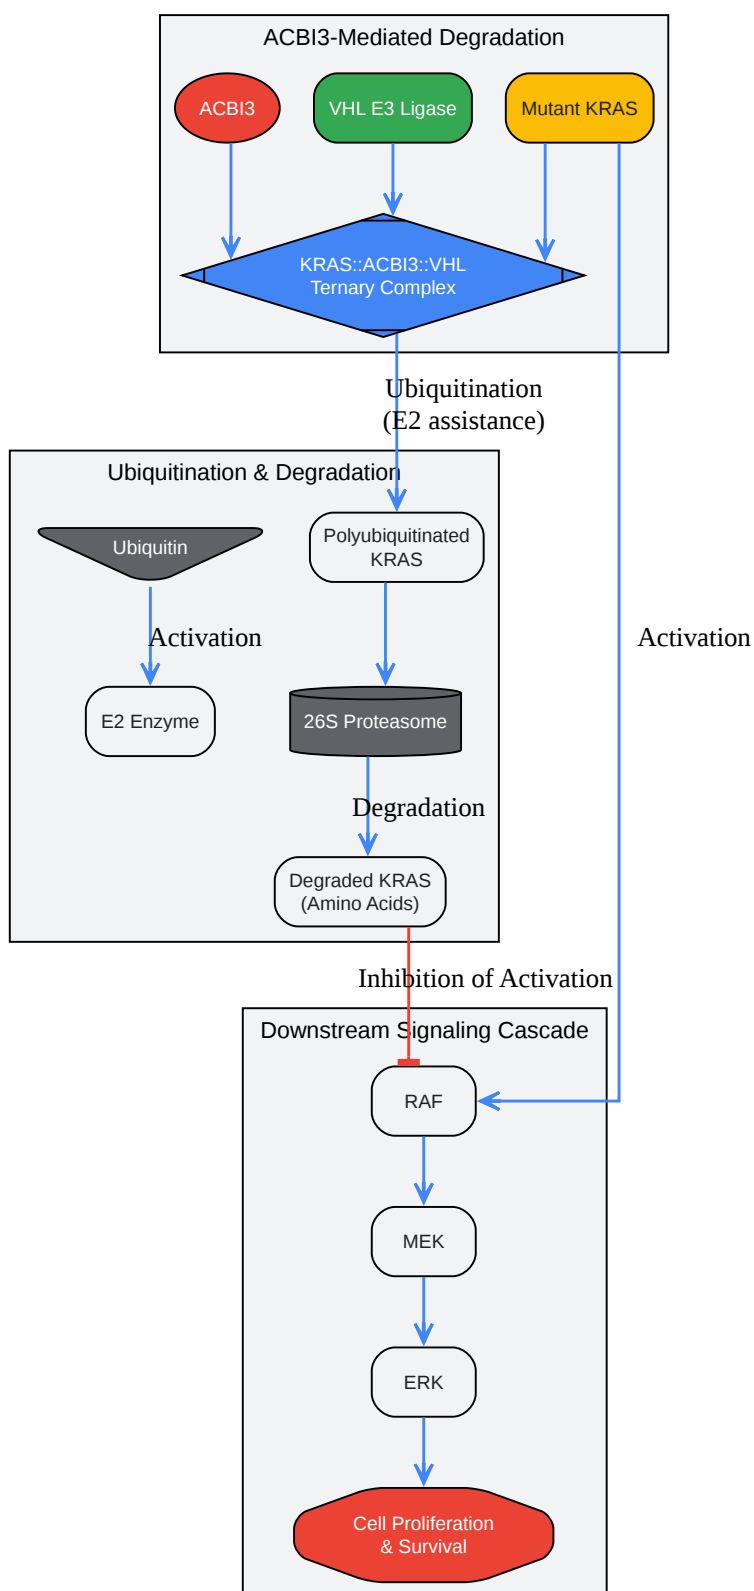 ACBI3-Mediated Degradation
ACBI3
VHL E3 Ligase
Mutant KRAS
KRAS::ACBI3::VHL
Ternary Complex
Ubiquitination
(E2 assistance)
Ubiquitination & Degradation
Ubiquitin
Polyubiquitinated
KRAS
Activation
Activation
E2 Enzyme
26S Proteasome
Degradation
Degraded KRAS
(Amino Acids)
Inhibition of Activation
Downstream Signaling Cascade
RAF
MEK
ERK
Cell Proliferation
& Survival